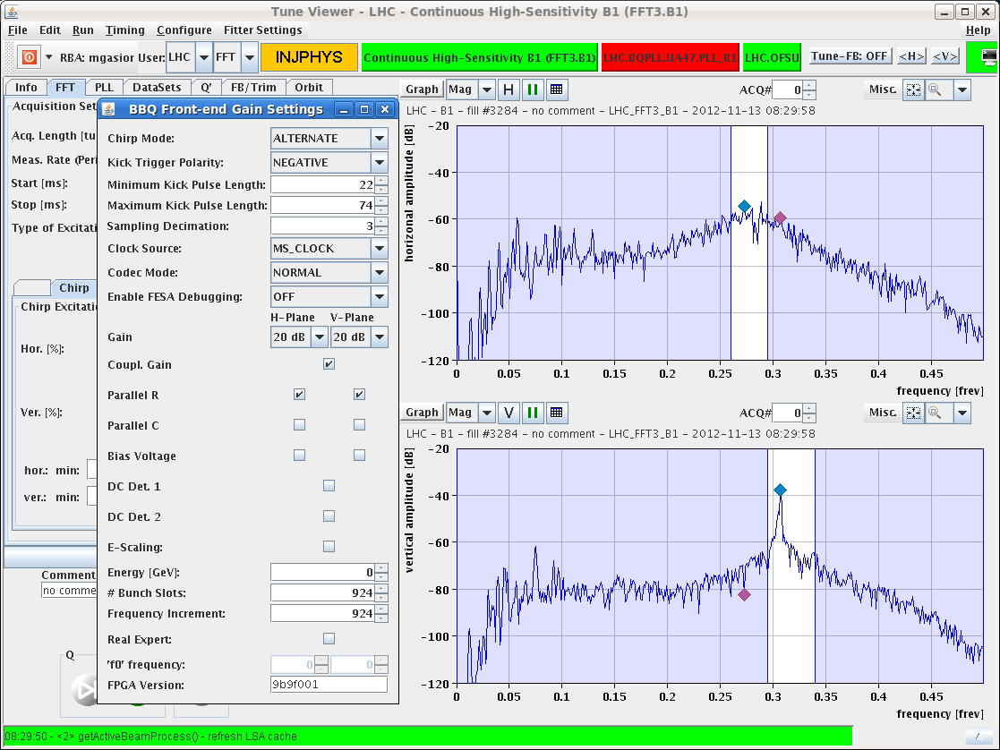 Tune Viewer - LHC - Continuous High-Sensitivity B1 (FFT3.B1)
File Edit Run Timing Configure Fitter Settings Help
RBA: mgasior User: LHC FFT INJPHYS Continuous High-Sensitivity B1 (FFT3.B1) LHC.BQPLL.UA47.PLL_B1 LHC.OFSU Tune-FB: OFF <H> <V>
Info FFT PLL DataSets Q' FB/Trim Orbit
Acquisition Set
Acq. Length [tu
Meas. Rate (Peri
Start [ms]:
Stop [ms]:
Type of Excitati
Chirp
Chirp Excitatio
Hor. [%]:
Ver. [%]:
hor.: min:
ver.: min:
Comment
no comme
Q
BBQ Front-end Gain Settings
Chirp Mode: ALTERNATE
Kick Trigger Polarity: NEGATIVE
Minimum Kick Pulse Length: 22
Maximum Kick Pulse Length: 74
Sampling Decimation: 3
Clock Source: MS_CLOCK
Codec Mode: NORMAL
Enable FESA Debugging: OFF
H-Plane V-Plane
Gain 20 dB 20 dB
Coupl. Gain
Parallel R
Parallel C
Bias Voltage
DC Det. 1
DC Det. 2
E-Scaling:
Energy [GeV]: 0
# Bunch Slots: 924
Frequency Increment: 924
Real Expert:
'f0' frequency: 0 0
FPGA Version: 9b9f001
Graph Mag H ACQ# 0 Misc.
LHC - B1 - fill #3284 - no comment - LHC_FFT3_B1 - 2012-11-13 08:29:58
horizontal amplitude [dB]
-20
-40
-60
-80
-100
-120
0 0.05 0.1 0.15 0.2 0.25 0.3 0.35 0.4 0.45
frequency [frev]
Graph Mag V ACQ# 0 Misc.
LHC - B1 - fill #3284 - no comment - LHC_FFT3_B1 - 2012-11-13 08:29:58
vertical amplitude [dB]
-20
-40
-60
-80
-100
-120
0 0.05 0.1 0.15 0.2 0.25 0.3 0.35 0.4 0.45
frequency [frev]
08:29:50 - <2> getActiveBeamProcess() - refresh LSA cache